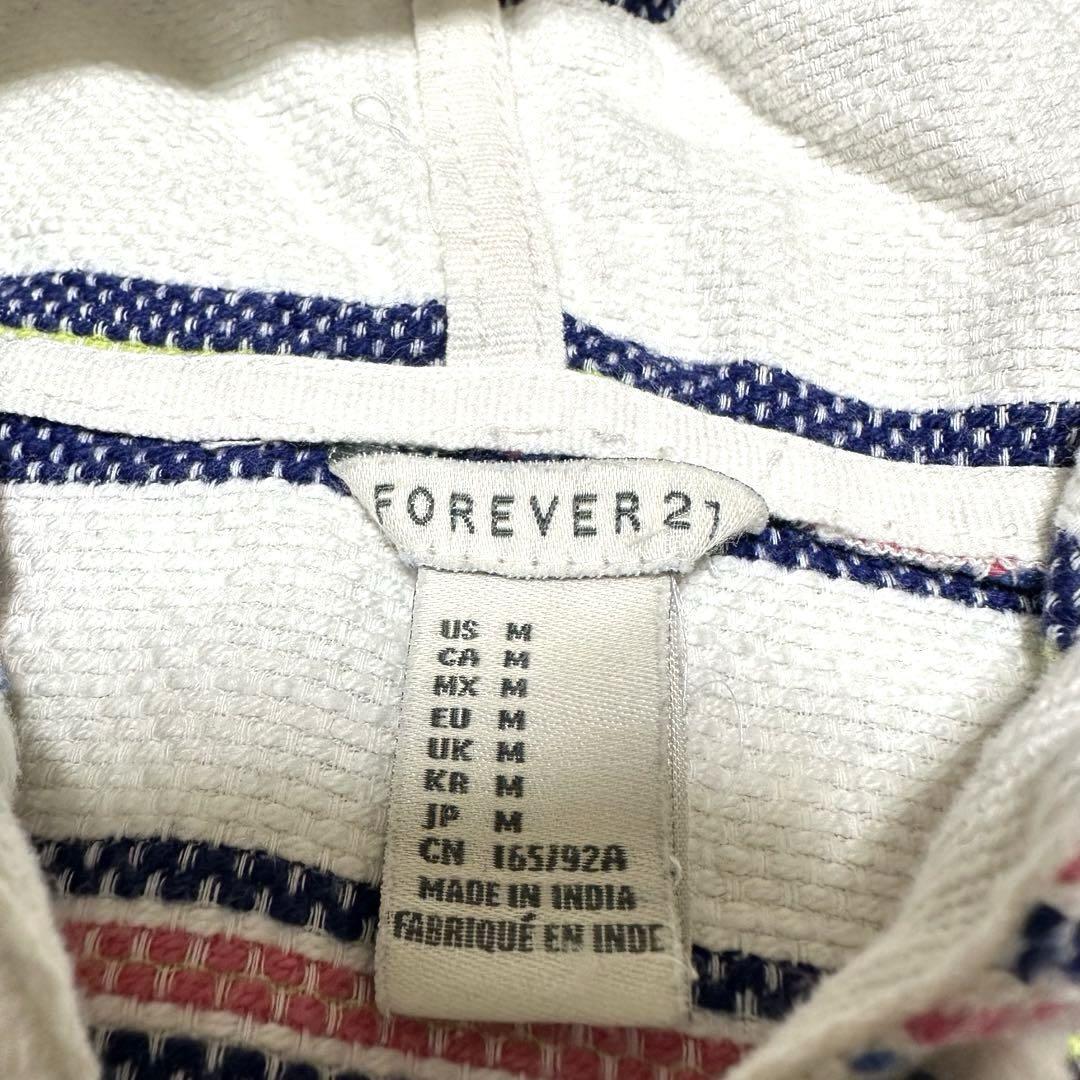 FOREVER 21
US M
CA M
MX M
EU M
UK M
KR M
JP M
CN 165/92A
MADE IN INDIA
FABRIQUÉ EN INDE